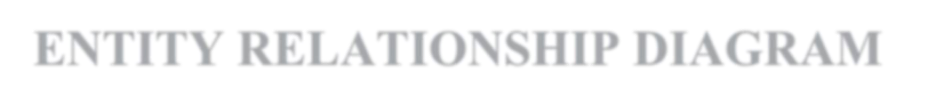 ENTITY RELATIONSHIP DIAGRAM